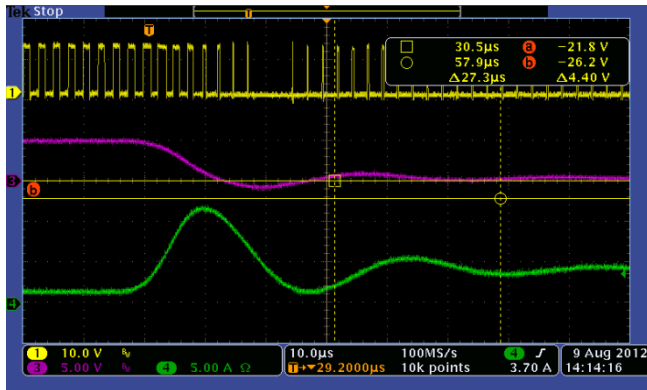 Tek Stop
T
T
30.5µs a −21.8 V
57.9µs b −26.2 V
Δ27.3µs Δ4.40 V
1
3
b
4
1 10.0 V Bw 10.0µs 100MS/s 4 3.70 A 9 Aug 2012
3 5.00 V Bw 4 5.00 A Ω T→▼29.2000µs 10k points 14:14:16